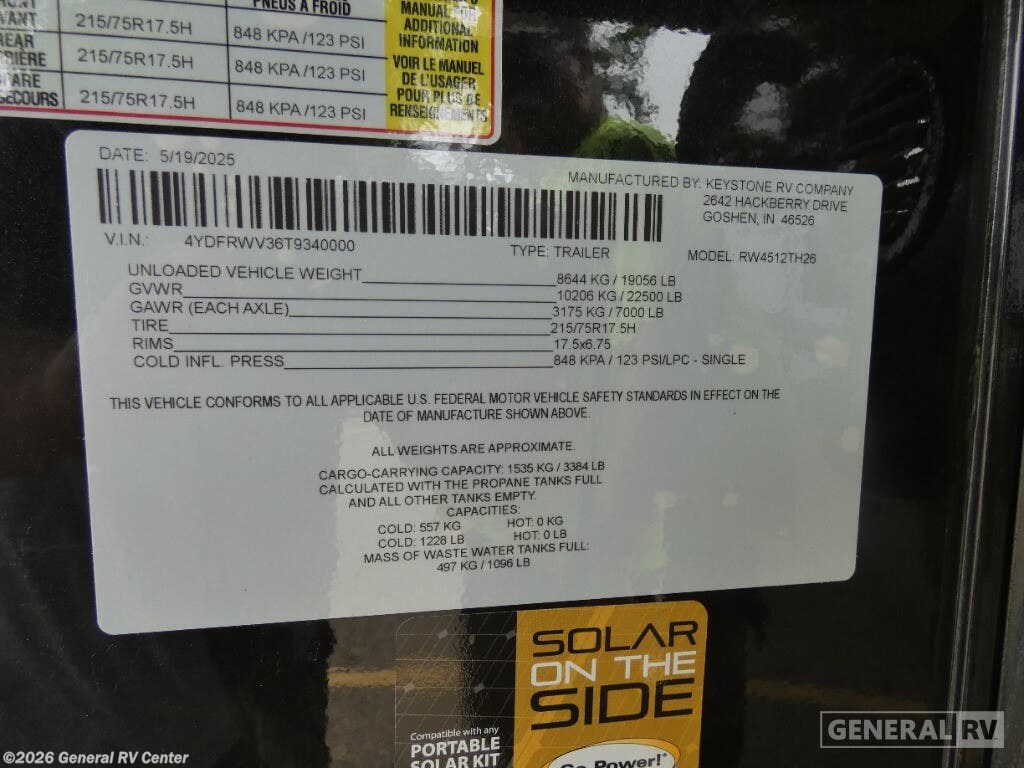 PNEUS À FROID
215/75R17.5H 848 KPA /123 PSI
REAR 215/75R17.5H 848 KPA /123 PSI
215/75R17.5H 848 KPA /123 PSI
SECOURS
MANUAL FOR
ADDITIONAL
INFORMATION
VOIR LE MANUEL
DE L'USAGER
POUR PLUS DE
RENSEIGNEMENTS
DATE: 5/19/2025
MANUFACTURED BY: KEYSTONE RV COMPANY
2642 HACKBERRY DRIVE
GOSHEN, IN 46526
V.I.N.: 4YDFRWV36T9340000
TYPE: TRAILER
MODEL: RW4512TH26
UNLOADED VEHICLE WEIGHT 8644 KG / 19056 LB
GVWR 10206 KG / 22500 LB
GAWR (EACH AXLE) 3175 KG / 7000 LB
TIRE 215/75R17.5H
RIMS 17.5x6.75
COLD INFL. PRESS 848 KPA / 123 PSI/LPC - SINGLE
THIS VEHICLE CONFORMS TO ALL APPLICABLE U.S. FEDERAL MOTOR VEHICLE SAFETY STANDARDS IN EFFECT ON THE
DATE OF MANUFACTURE SHOWN ABOVE.
ALL WEIGHTS ARE APPROXIMATE.
CARGO-CARRYING CAPACITY: 1535 KG / 3384 LB
CALCULATED WITH THE PROPANE TANKS FULL
AND ALL OTHER TANKS EMPTY.
CAPACITIES:
COLD: 557 KG HOT: 0 KG
COLD: 1228 LB HOT: 0 LB
MASS OF WASTE WATER TANKS FULL:
497 KG / 1096 LB
SOLAR
ON THE
SIDE
Compatible with any
PORTABLE
SOLAR KIT
Go Power!
GENERAL RV
©2026 General RV Center